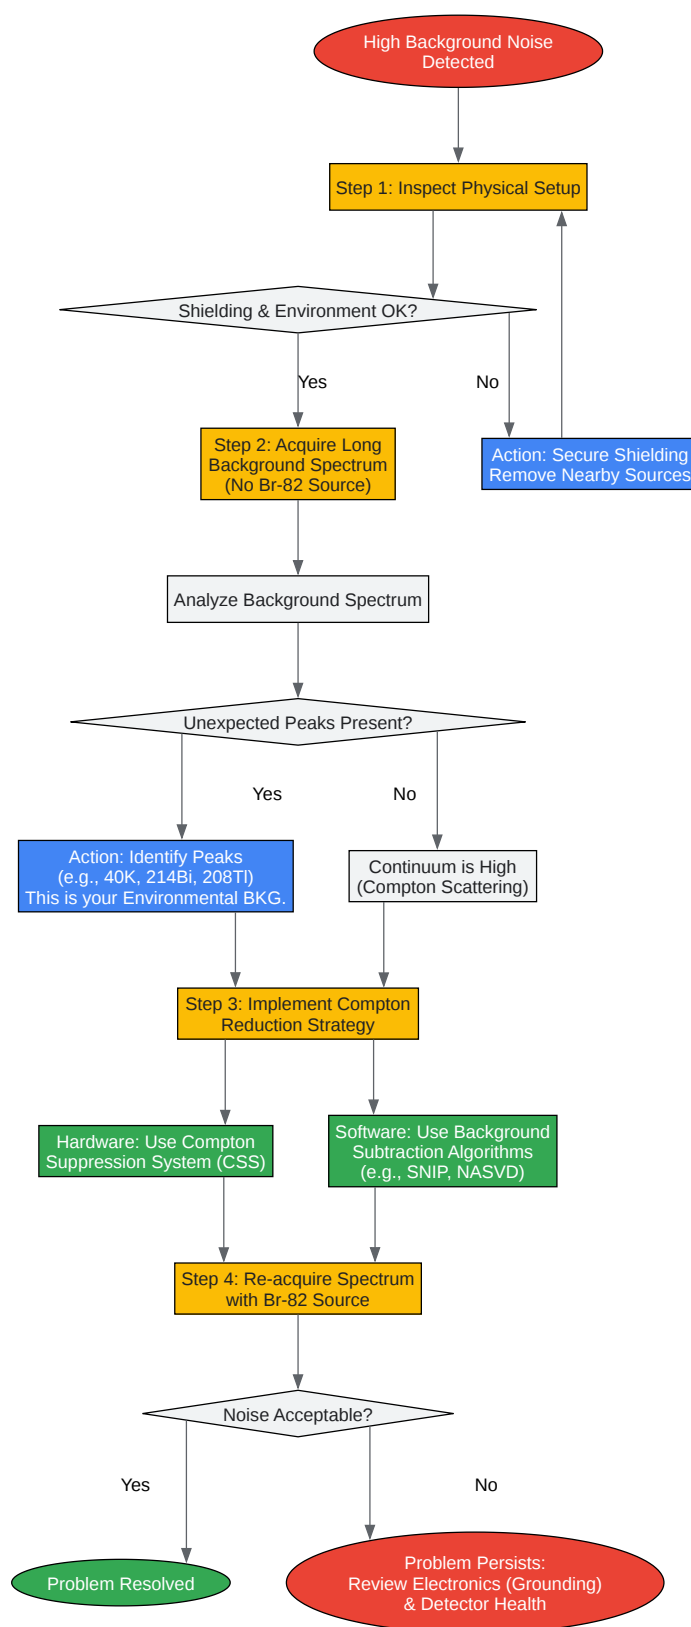 High Background Noise
Detected
Step 1: Inspect Physical Setup
Shielding & Environment OK?
Yes
No
Step 2: Acquire Long
Background Spectrum
(No Br-82 Source)
Action: Secure Shielding
Remove Nearby Sources
Analyze Background Spectrum
Unexpected Peaks Present?
Yes
No
Action: Identify Peaks
(e.g., 40K, 214Bi, 208Tl)
This is your Environmental BKG.
Continuum is High
(Compton Scattering)
Step 3: Implement Compton
Reduction Strategy
Hardware: Use Compton
Suppression System (CSS)
Software: Use Background
Subtraction Algorithms
(e.g., SNIP, NASVD)
Step 4: Re-acquire Spectrum
with Br-82 Source
Noise Acceptable?
Yes
No
Problem Resolved
Problem Persists:
Review Electronics (Grounding)
& Detector Health